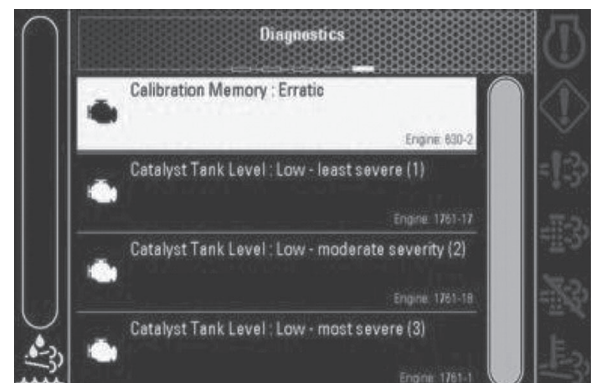 Diagnostics
Calibration Memory : Erratic
Engine: 630-2
Catalyst Tank Level : Low - least severe (1)
Engine: 1761-17
Catalyst Tank Level : Low - moderate severity (2)
Engine: 1761-18
Catalyst Tank Level : Low - most severe (3)
Engine: 1761-1